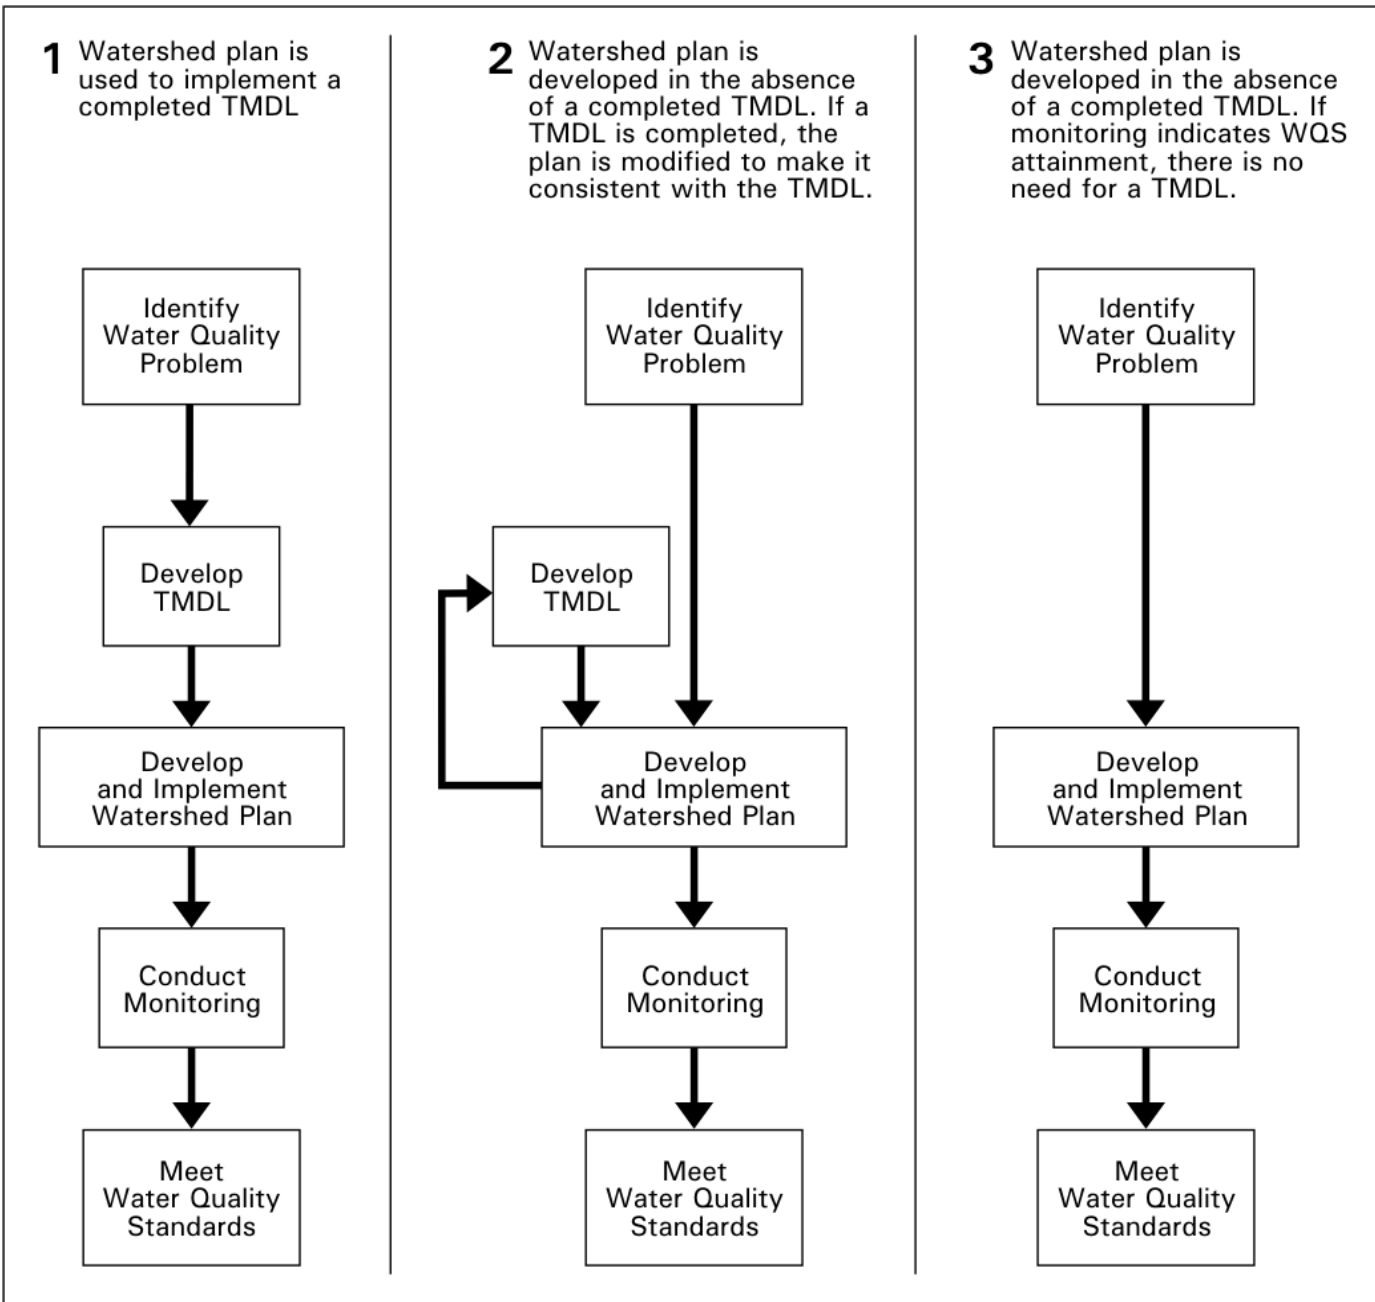 1 Watershed plan is
used to implement a
completed TMDL
Identify
Water Quality
Problem
Develop
TMDL
Develop
and Implement
Watershed Plan
Conduct
Monitoring
Meet
Water Quality
Standards
2 Watershed plan is
developed in the absence
of a completed TMDL. If a
TMDL is completed, the
plan is modified to make it
consistent with the TMDL.
Identify
Water Quality
Problem
Develop
TMDL
Develop
and Implement
Watershed Plan
Conduct
Monitoring
Meet
Water Quality
Standards
3 Watershed plan is
developed in the absence
of a completed TMDL. If
monitoring indicates WQS
attainment, there is no
need for a TMDL.
Identify
Water Quality
Problem
Develop
and Implement
Watershed Plan
Conduct
Monitoring
Meet
Water Quality
Standards